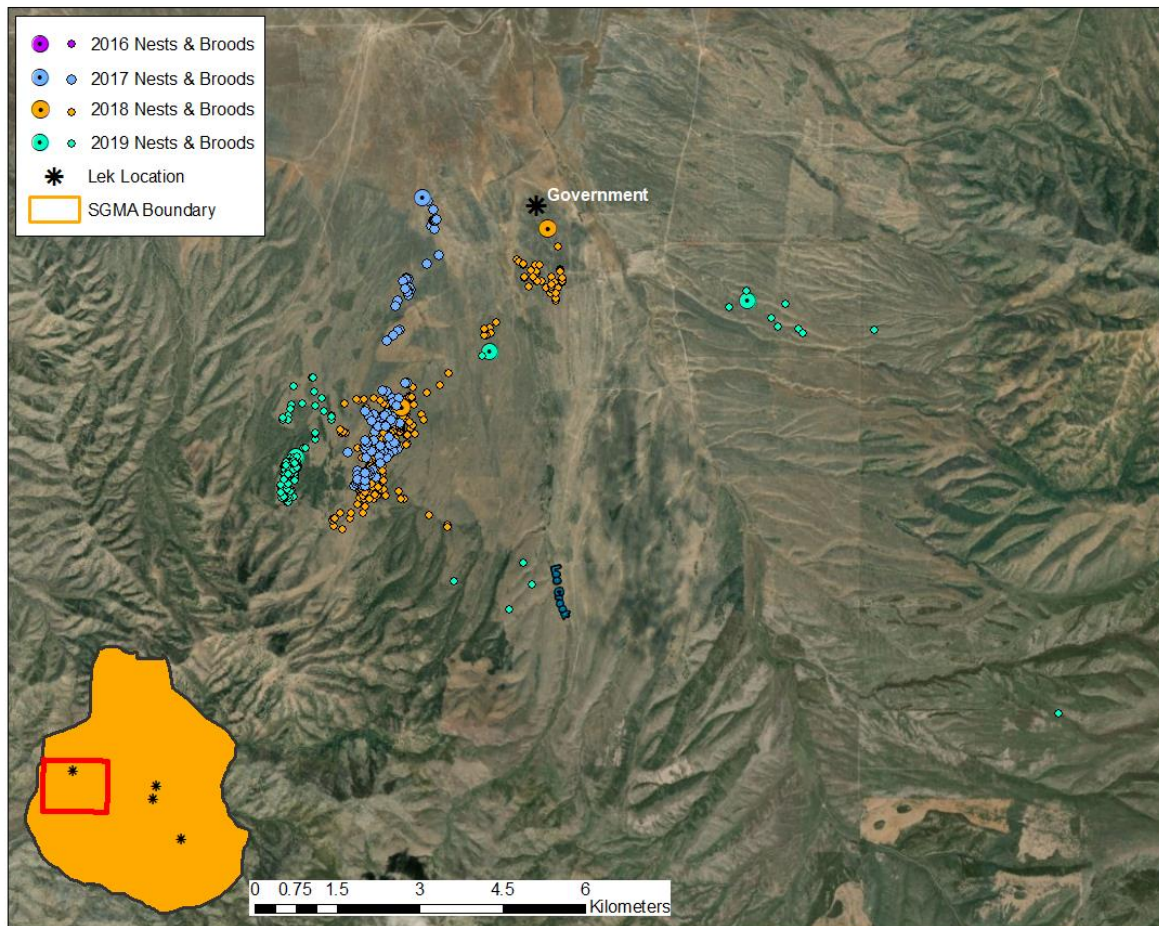 2016 Nests & Broods
2017 Nests & Broods
2018 Nests & Broods
2019 Nests & Broods
Lek Location
SGMA Boundary
Government
0 0.75 1.5 3 4.5 6
Kilometers